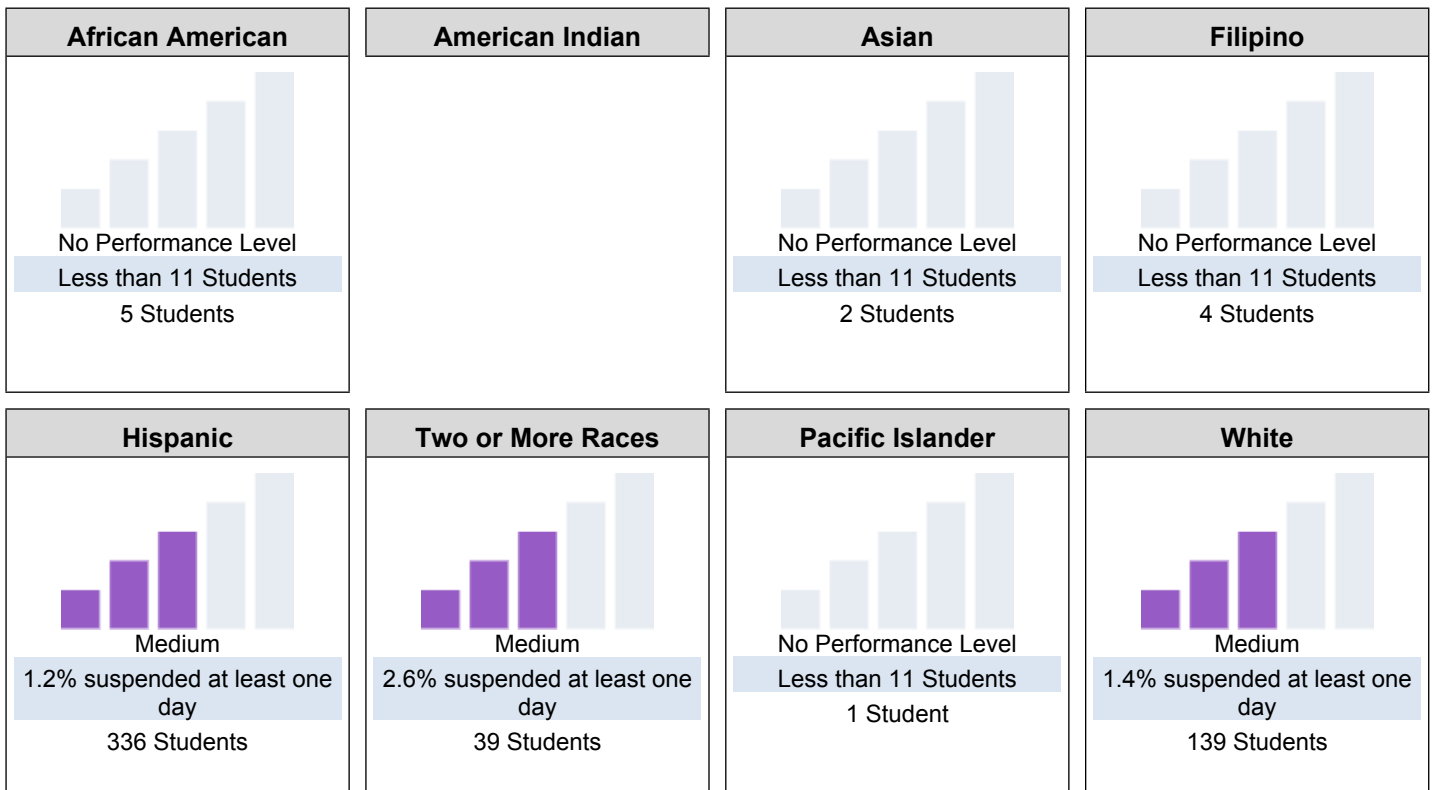 African American
No Performance Level
Less than 11 Students
5 Students
American Indian
Asian
No Performance Level
Less than 11 Students
2 Students
Filipino
No Performance Level
Less than 11 Students
4 Students
Hispanic
Medium
1.2% suspended at least one
day
336 Students
Two or More Races
Medium
2.6% suspended at least one
day
39 Students
Pacific Islander
No Performance Level
Less than 11 Students
1 Student
White
Medium
1.4% suspended at least one
day
139 Students